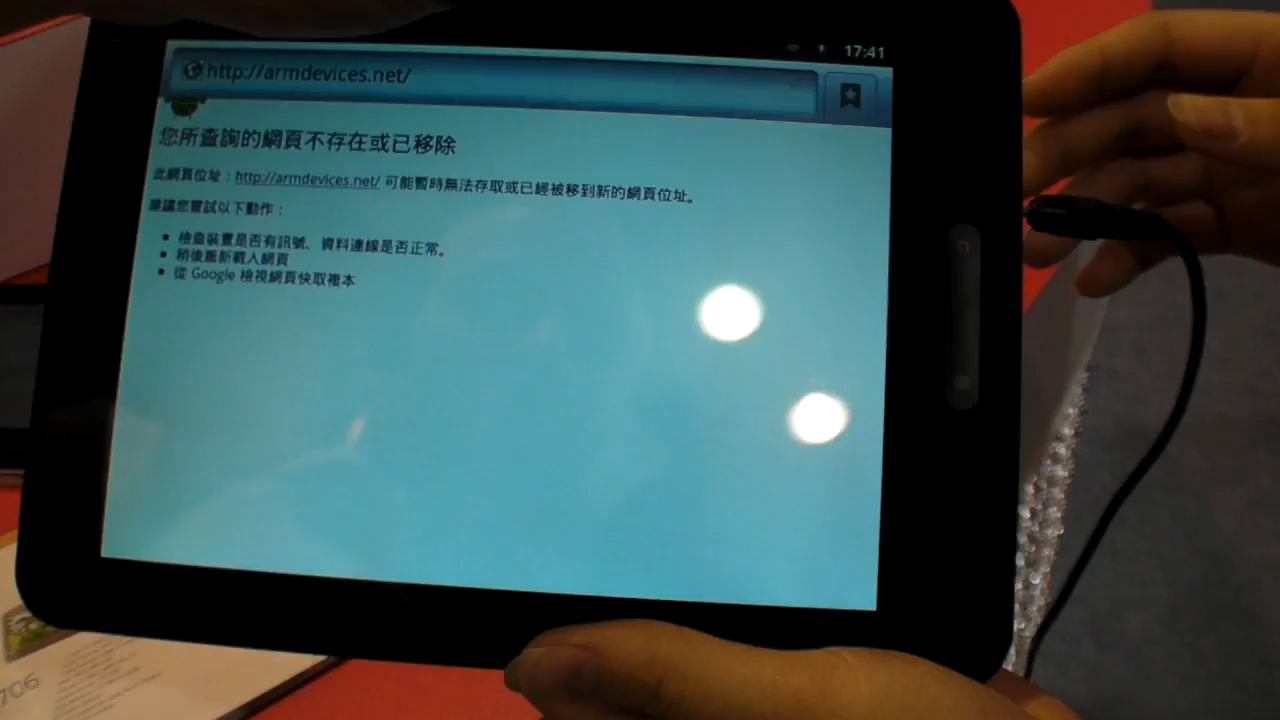 17:41
http://armdevices.net/
您所查詢的網頁不存在或已移除
此網頁位址：http://armdevices.net/ 可能暫時無法存取或已經被移到新的網頁位址。
建議您嘗試以下動作：
• 檢查裝置是否有訊號、資料連線是否正常。
• 稍後重新載入網頁
• 從 Google 檢視網頁快取複本
706